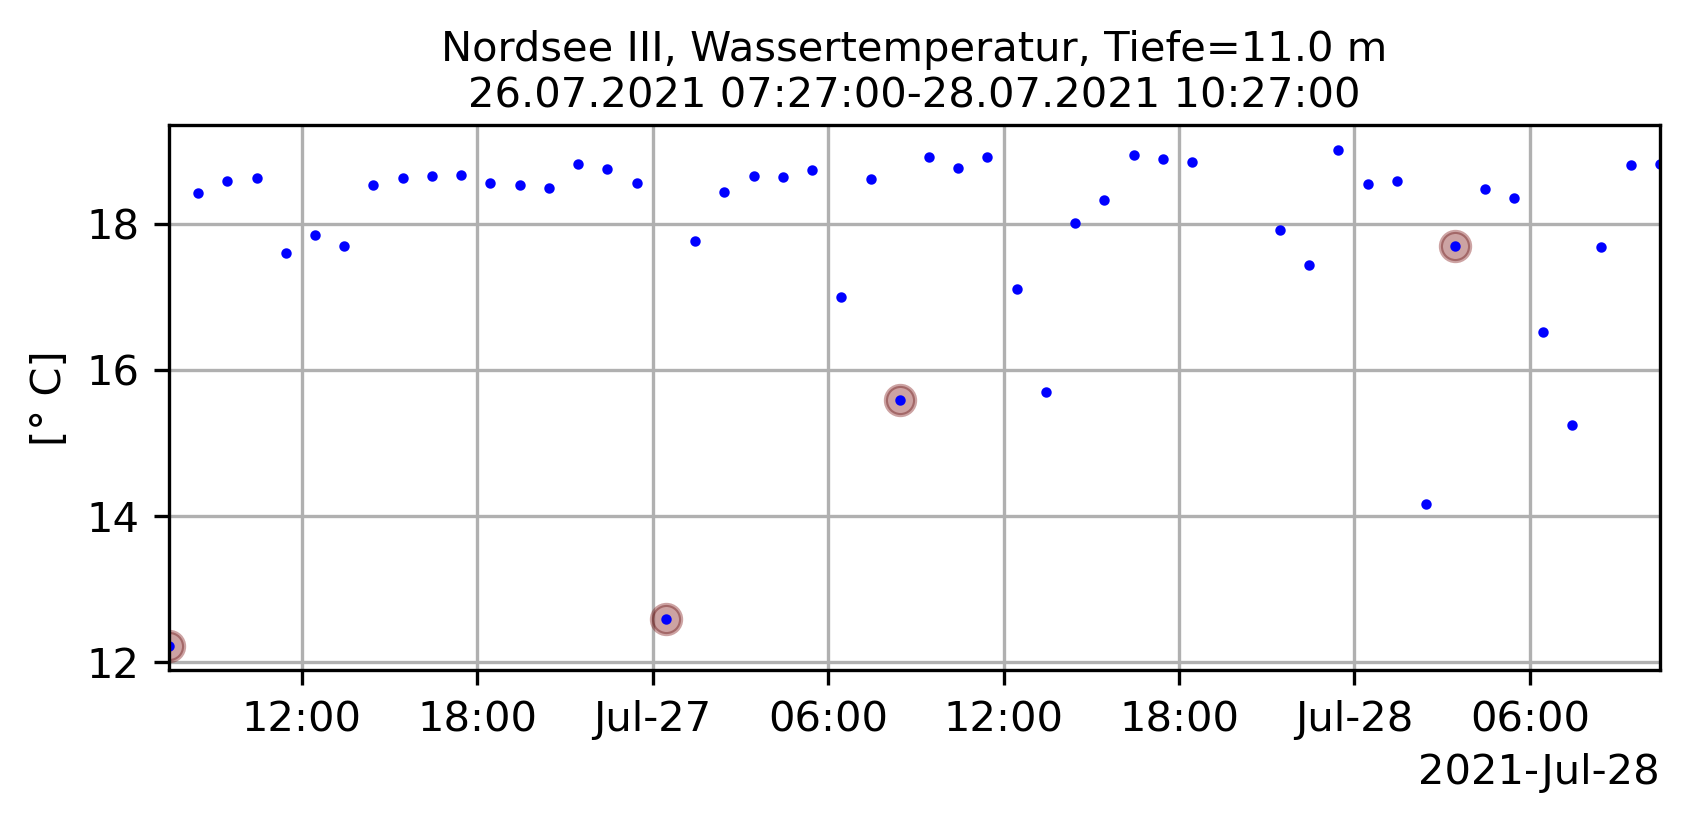 Nordsee III, Wassertemperatur, Tiefe=11.0 m
26.07.2021 07:27:00-28.07.2021 10:27:00
[° C]
18
16
14
12
12:00 18:00 Jul-27 06:00 12:00 18:00 Jul-28 06:00
2021-Jul-28